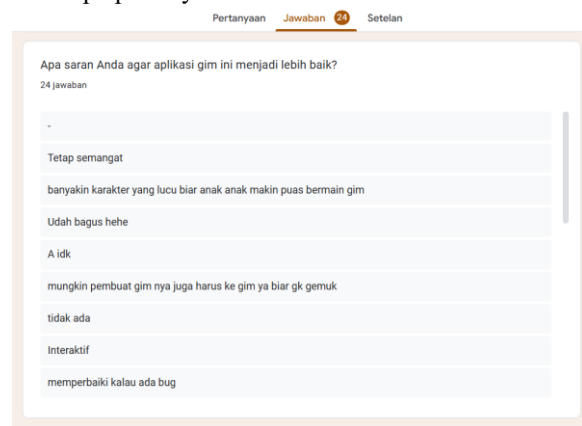 Pertanyaan Jawaban 24 Setelan
Apa saran Anda agar aplikasi gim ini menjadi lebih baik?
24 jawaban
-
Tetap semangat
banyakin karakter yang lucu biar anak anak makin puas bermain gim
Udah bagus hehe
A idk
mungkin pembuat gim nya juga harus ke gim ya biar gk gemuk
tidak ada
Interaktif
memperbaiki kalau ada bug